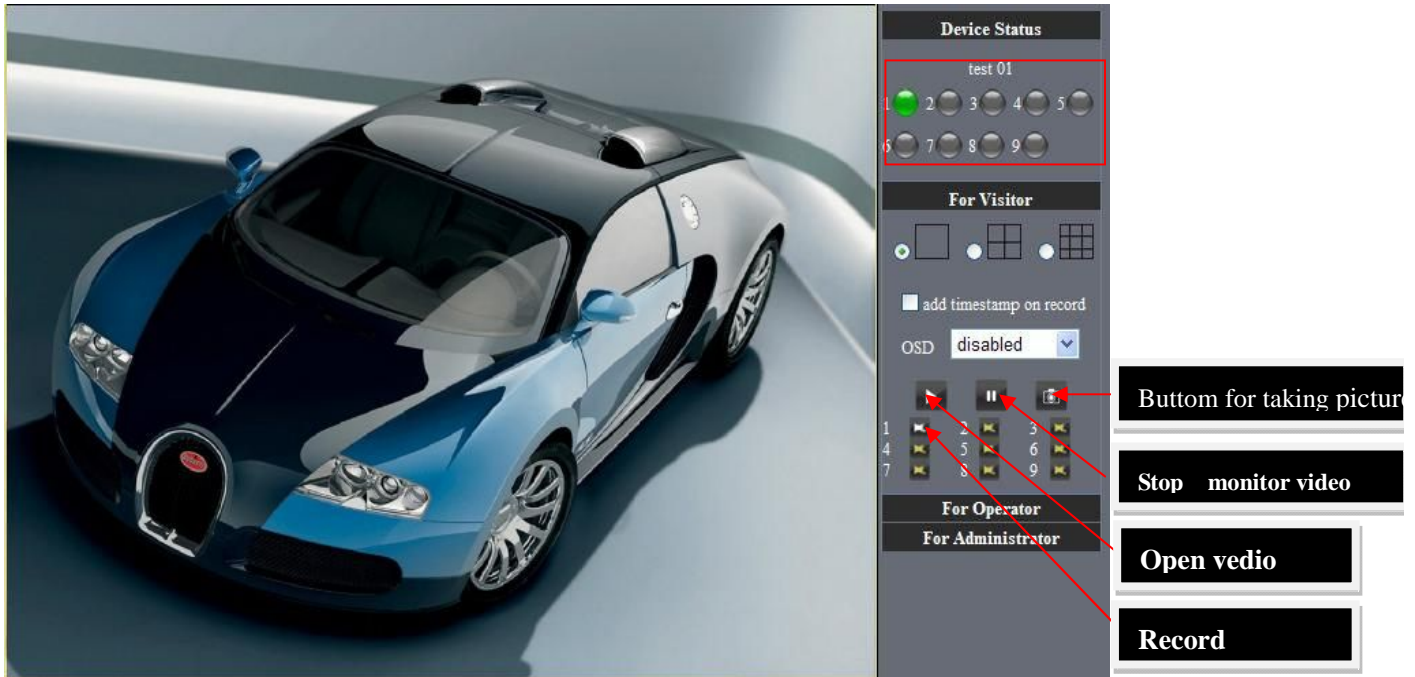 Device Status
test 01
1 2 3 4 5
6 7 8 9
For Visitor
add timestamp on record
OSD disabled
1 2 3
4 5 6
7 8 9
For Operator
For Administrator
Buttom for taking picture
Stop monitor video
Open vedio
Record